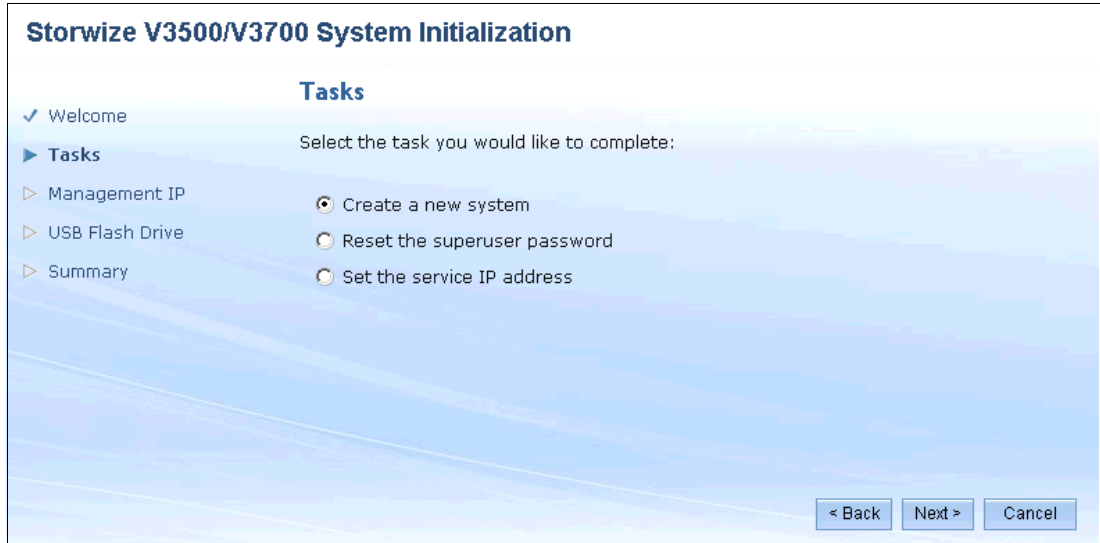 Storwize V3500/V3700 System Initialization
Welcome
Tasks
Management IP
USB Flash Drive
Summary
Tasks
Select the task you would like to complete:
Create a new system
Reset the superuser password
Set the service IP address
< Back
Next >
Cancel